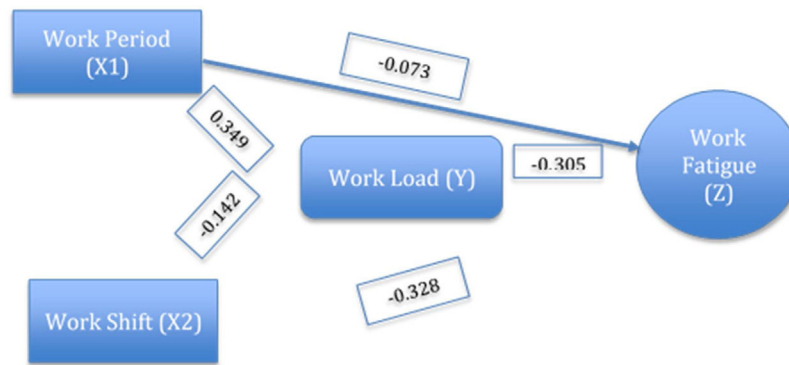 Work Period
(X1)
-0.073
0.349
Work Load (Y)
-0.305
Work
Fatigue
(Z)
-0.142
-0.328
Work Shift (X2)